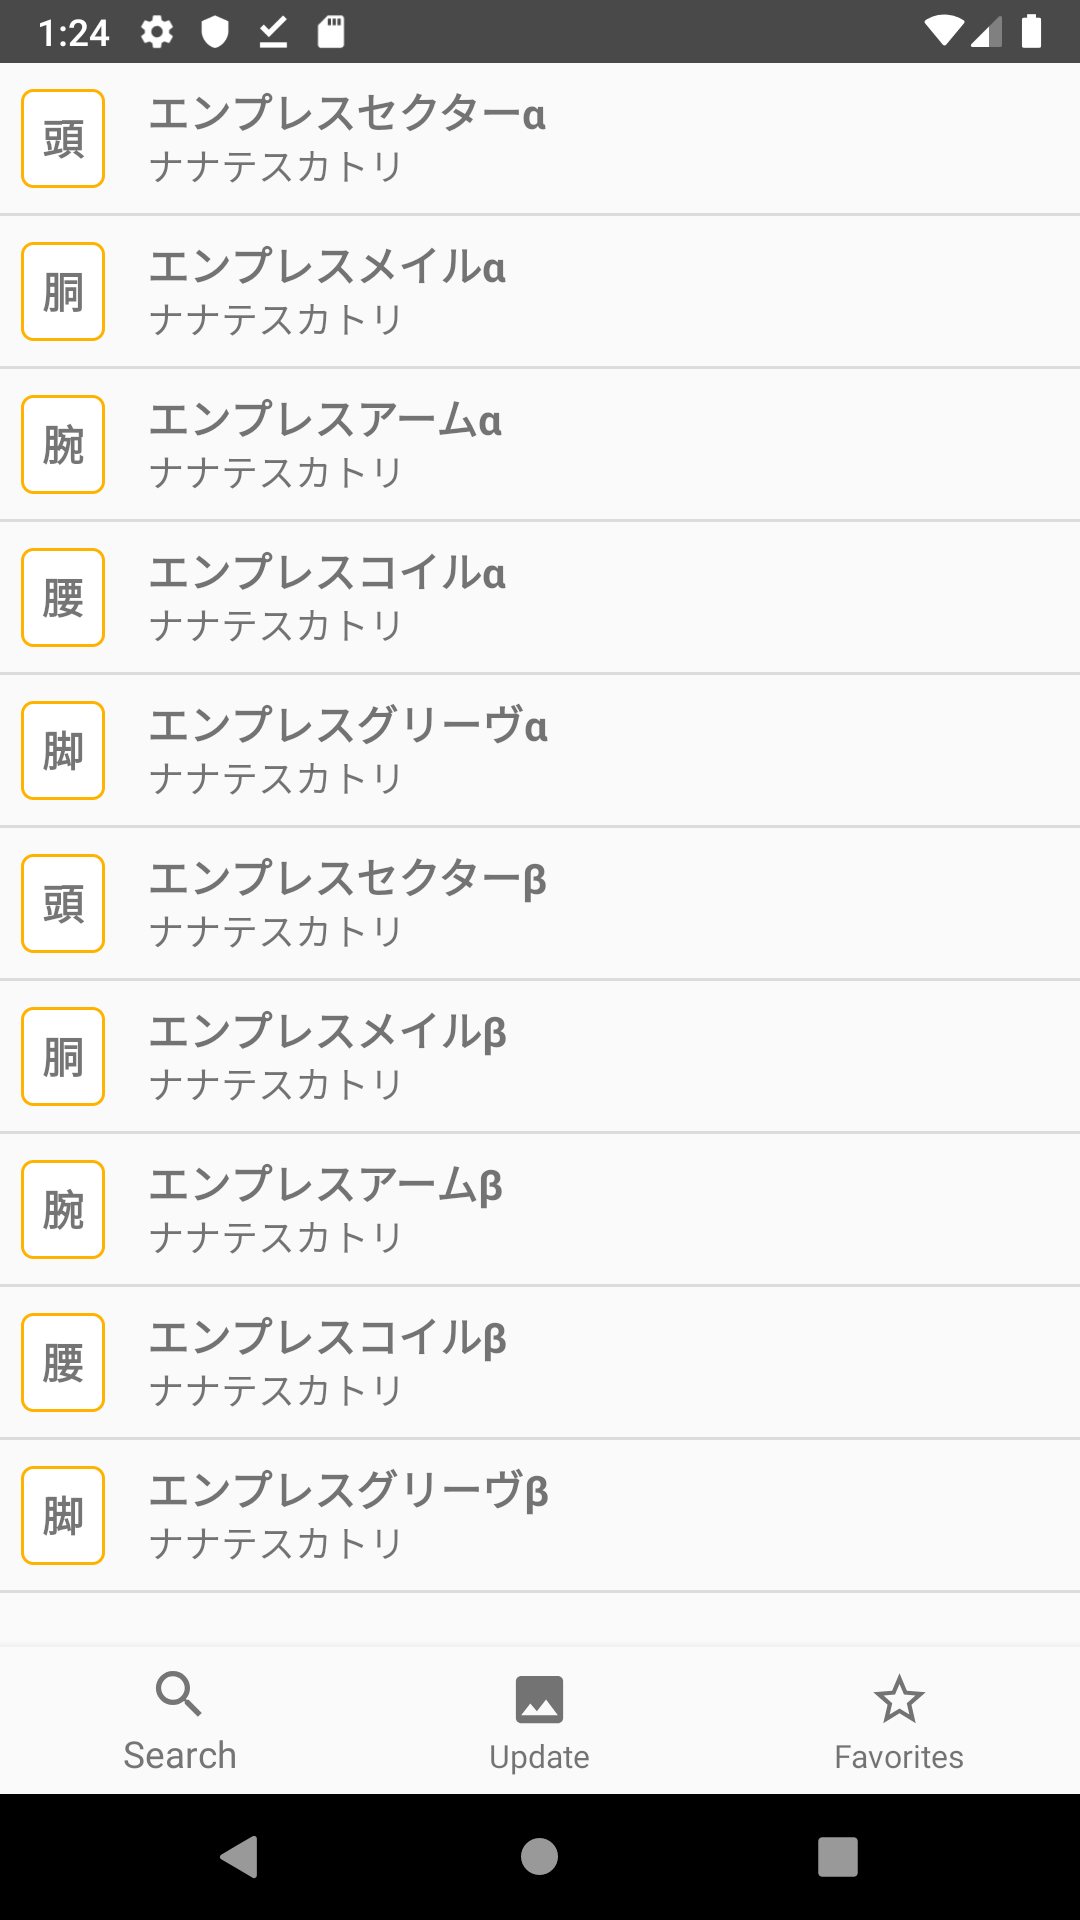 1:24
頭
エンプレスセクターα
ナナテスカトリ
胴
エンプレスメイルα
ナナテスカトリ
腕
エンプレスアームα
ナナテスカトリ
腰
エンプレスコイルα
ナナテスカトリ
脚
エンプレスグリーヴα
ナナテスカトリ
頭
エンプレスセクターβ
ナナテスカトリ
胴
エンプレスメイルβ
ナナテスカトリ
腕
エンプレスアームβ
ナナテスカトリ
腰
エンプレスコイルβ
ナナテスカトリ
脚
エンプレスグリーヴβ
ナナテスカトリ
Search
Update
Favorites